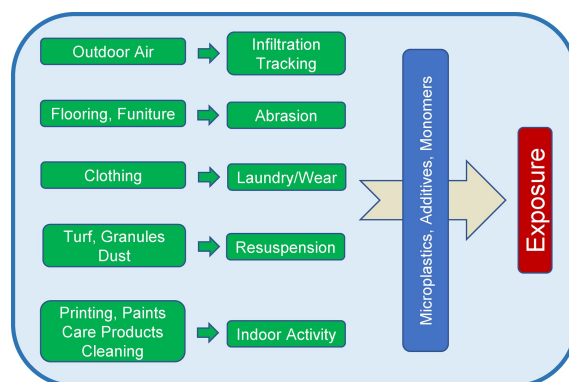 Outdoor Air
Infiltration
Tracking
Flooring, Funiture
Abrasion
Clothing
Laundry/Wear
Turf, Granules
Dust
Resuspension
Printing, Paints
Care Products
Cleaning
Indoor Activity
Microplastics, Additives, Monomers
Exposure